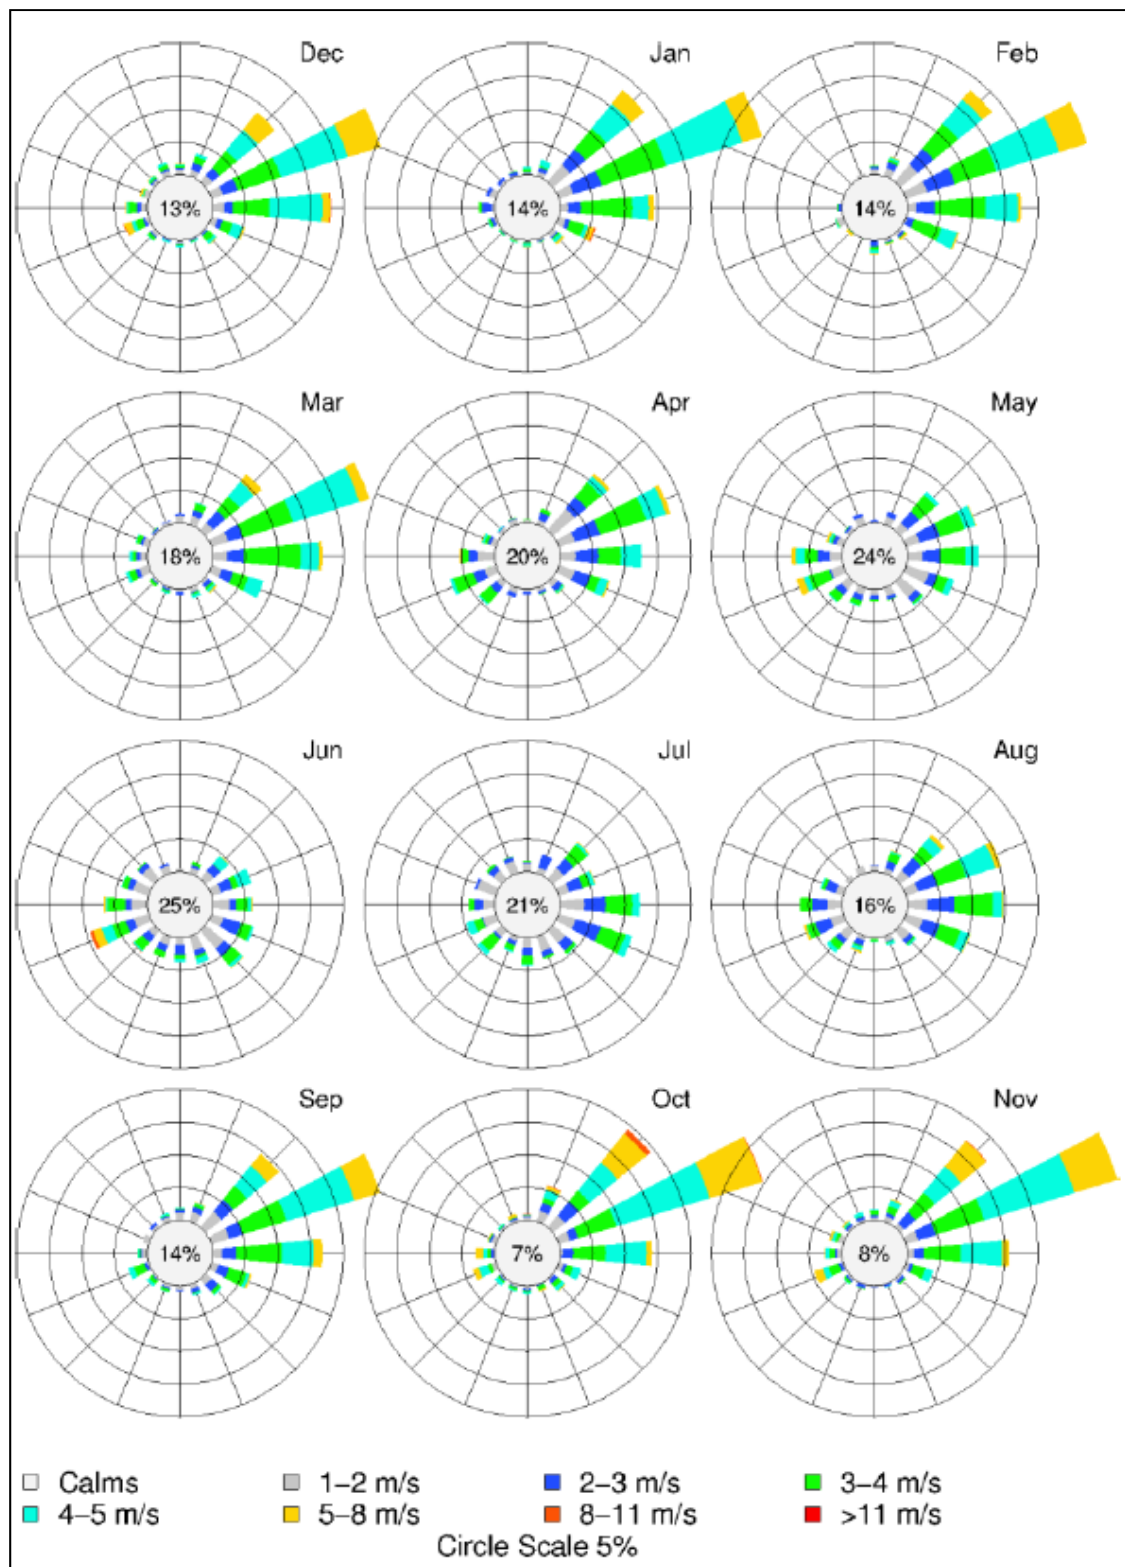 Dec Jan Feb
13% 14% 14%
Mar Apr May
18% 20% 24%
Jun Jul Aug
25% 21% 16%
Sep Oct Nov
14% 7% 8%
Calms 1–2 m/s 2–3 m/s 3–4 m/s
4–5 m/s 5–8 m/s 8–11 m/s >11 m/s
Circle Scale 5%